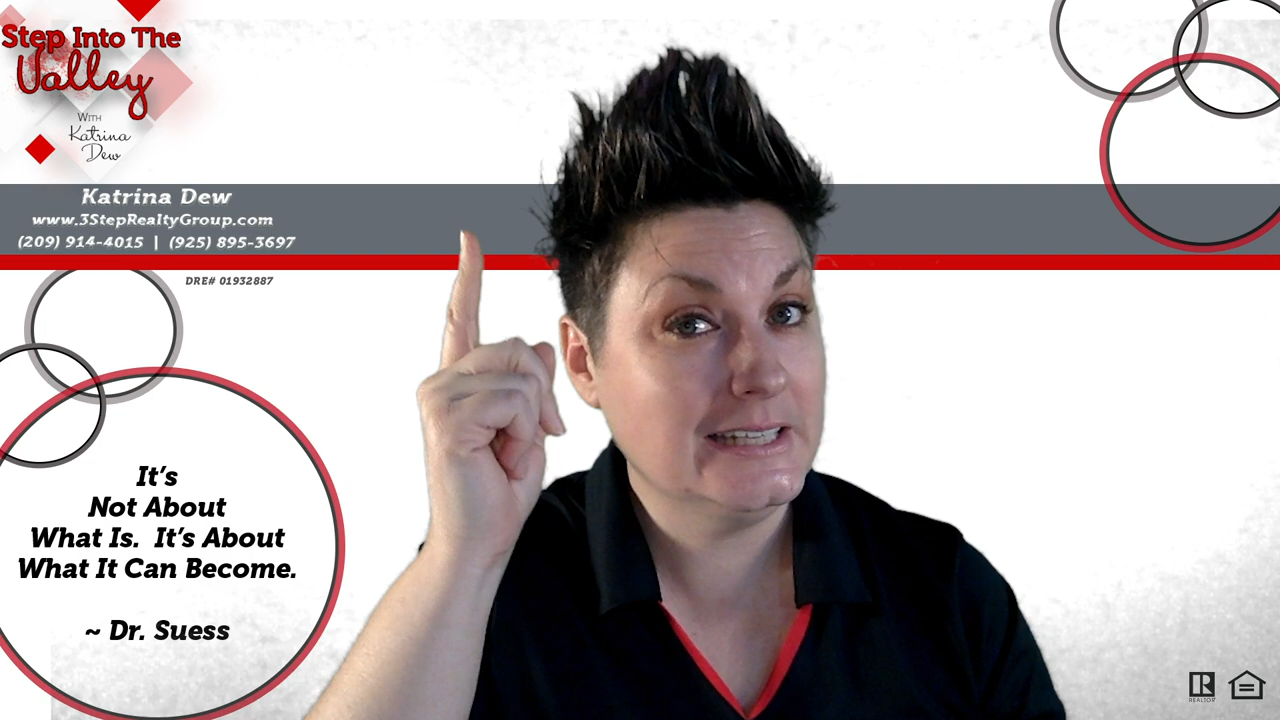 Step Into The
Valley
With
Katrina
Dew
Katrina Dew
www.3StepRealtyGroup.com
(209) 914-4015 | (925) 895-3697
DRE# 01932887
It's
Not About
What Is. It's About
What It Can Become.
~ Dr. Suess
REALTOR